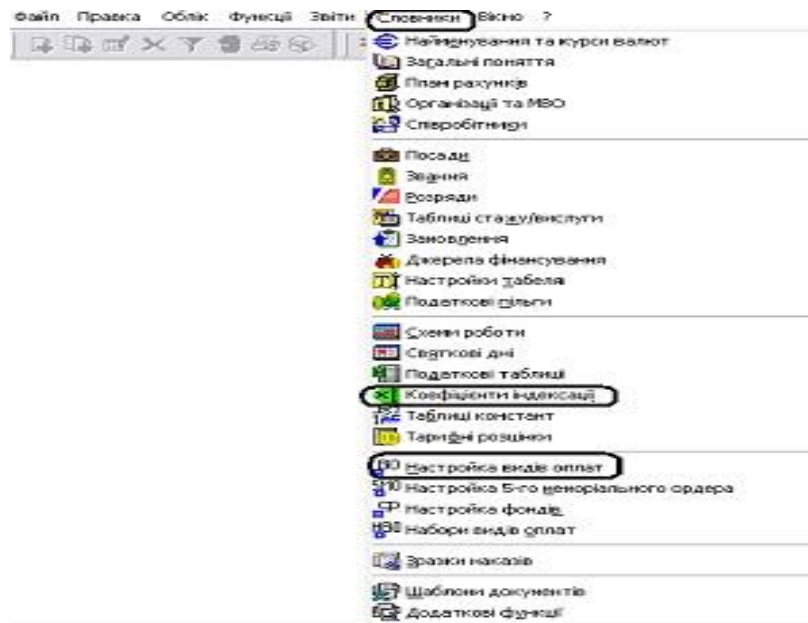 Файл Правка Облік Функції Звіти Словники Вікно ?
Найменування та курси валют
Загальні поняття
План рахунків
Організації та МВО
Співробітники
Посади
Звання
Розряди
Таблиці стажу/вислуги
Замовлення
Джерела фінансування
Настройки табеля
Податкові пільги
Схеми роботи
Святкові дні
Податкові таблиці
Коефіцієнти індексації
Таблиці констант
Тарифні розцінки
Настройка видів оплат
Настройка 5-го меморіального ордера
Настройка фондів
Набори видів оплат
Зразки наказів
Шаблони документів
Додаткові функції